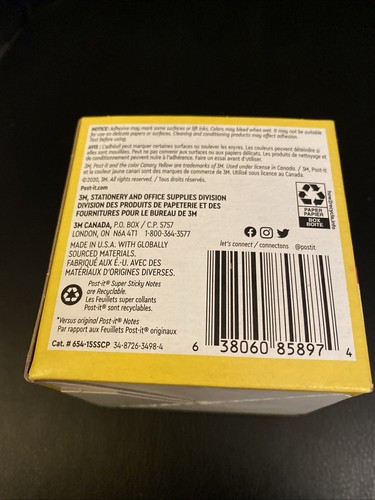 NOTICE: Adhesive may mark some surfaces or lift inks. Colors may bleed when wet. It may not be suitable
for use on delicate papers or surfaces. Cleaning and conditioning products may affect adhesion.
Test before using.
AVIS : L'adhésif peut marquer certaines surfaces ou enlever les encres. Les couleurs peuvent déteindre si
elles sont mouillées. Peut ne pas convenir aux surfaces ou aux papiers délicats. Les produits de nettoyage et
de conditionnement peuvent nuire à l'adhérence. Faire un essai avant d'utiliser.
3M, Post-it and the color Canary Yellow are trademarks of 3M. Used under license in Canada. / 3M, Post-it
et la couleur jaune canari sont des marques de commerce de 3M. Utilisé sous licence au Canada.
©2020, 3M. All rights reserved. / Tous droits réservés.
Post-it.com
3M, STATIONERY AND OFFICE SUPPLIES DIVISION
DIVISION DES PRODUITS DE PAPETERIE ET DES
FOURNITURES POUR LE BUREAU DE 3M
3M CANADA, P.O. BOX / C.P. 5757
LONDON, ON N6A 4T1 1-800-364-3577
MADE IN U.S.A. WITH GLOBALLY
SOURCED MATERIALS.
FABRIQUÉ AUX É.-U. AVEC DES
MATÉRIAUX D'ORIGINES DIVERSES.
Post-it® Super Sticky Notes
are Recyclable.
Les Feuillets super collants
Post-it® sont recyclables.
*Versus original Post-it® Notes
Par rapport aux Feuillets Post-it® originaux
Cat. # 654-15SSCP 34-8726-3498-4
PAPER
PAPIER
BOX
BOÎTE
let's connect / connectons @postit
6 38060 85897 4